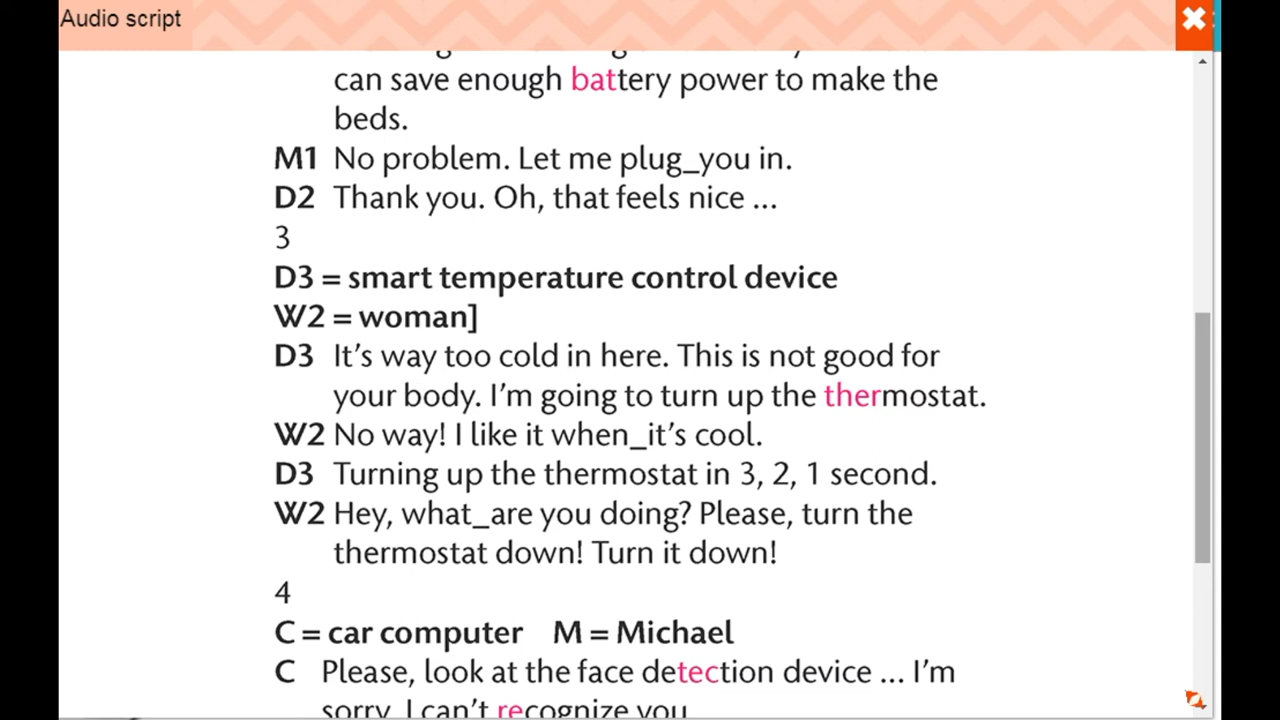 Audio script
can save enough battery power to make the
beds.
M1 No problem. Let me plug_you in.
D2 Thank you. Oh, that feels nice ...
3
D3 = smart temperature control device
W2 = woman]
D3 It's way too cold in here. This is not good for
your body. I'm going to turn up the thermostat.
W2 No way! I like it when_it's cool.
D3 Turning up the thermostat in 3, 2, 1 second.
W2 Hey, what_are you doing? Please, turn the
thermostat down! Turn it down!
4
C = car computer M = Michael
C Please, look at the face detection device ... I'm
sorry, I can't recognize you